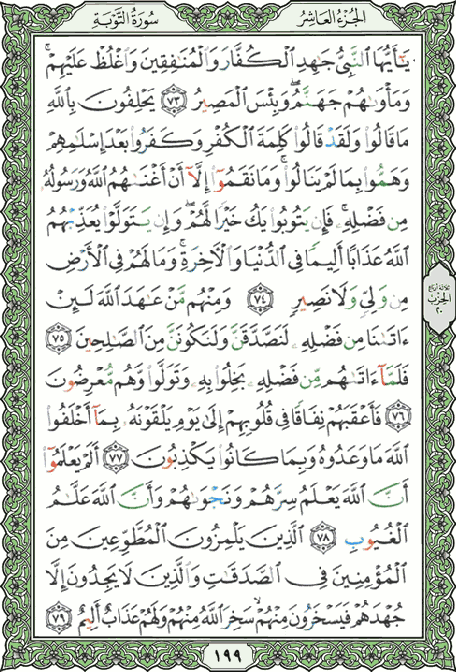 الجزء العاشر
سورة التوبة
يَٰٓأَيُّهَا ٱلنَّبِيُّ جَٰهِدِ ٱلْكُفَّارَ وَٱلْمُنَٰفِقِينَ وَٱغْلُظْ عَلَيْهِمْ ۚ
وَمَأْوَىٰهُمْ جَهَنَّمُ ۖ وَبِئْسَ ٱلْمَصِيرُ ٧٣ يَحْلِفُونَ بِٱللَّهِ
مَا قَالُوا۟ وَلَقَدْ قَالُوا۟ كَلِمَةَ ٱلْكُفْرِ وَكَفَرُوا۟ بَعْدَ إِسْلَٰمِهِمْ
وَهَمُّوا۟ بِمَا لَمْ يَنَالُوا۟ ۚ وَمَا نَقَمُوٓا۟ إِلَّآ أَنْ أَغْنَىٰهُمُ ٱللَّهُ وَرَسُولُهُۥ
مِن فَضْلِهِۦ ۚ فَإِن يَتُوبُوا۟ يَكُ خَيْرًا لَّهُمْ ۖ وَإِن يَتَوَلَّوْا۟ يُعَذِّبْهُمُ
ٱللَّهُ عَذَابًا أَلِيمًا فِى ٱلدُّنْيَا وَٱلْءَاخِرَةِ ۚ وَمَا لَهُمْ فِى ٱلْأَرْضِ
مِن وَلِىٍّ وَلَا نَصِيرٍ ٧٤ وَمِنْهُم مَّنْ عَٰهَدَ ٱللَّهَ لَئِنْ
ءَاتَىٰنَا مِن فَضْلِهِۦ لَنَصَّدَّقَنَّ وَلَنَكُونَنَّ مِنَ ٱلصَّٰلِحِينَ ٧٥
فَلَمَّآ ءَاتَىٰهُم مِّن فَضْلِهِۦ بَخِلُوا۟ بِهِۦ وَتَوَلَّوا۟ وَّهُم مُّعْرِضُونَ
٧٦ فَأَعْقَبَهُمْ نِفَاقًا فِى قُلُوبِهِمْ إِلَىٰ يَوْمِ يَلْقَوْنَهُۥ بِمَآ أَخْلَفُوا۟
ٱللَّهَ مَا وَعَدُوهُ وَبِمَا كَانُوا۟ يَكْذِبُونَ ٧٧ أَلَمْ يَعْلَمُوٓا۟
أَنَّ ٱللَّهَ يَعْلَمُ سِرَّهُمْ وَنَجْوَىٰهُمْ وَأَنَّ ٱللَّهَ عَلَّٰمُ
ٱلْغُيُوبِ ٧٨ ٱلَّذِينَ يَلْمِزُونَ ٱلْمُطَّوِّعِينَ مِنَ
ٱلْمُؤْمِنِينَ فِى ٱلصَّدَقَٰتِ وَٱلَّذِينَ لَا يَجِدُونَ إِلَّا
جُهْدَهُمْ فَيَسْخَرُونَ مِنْهُمْ ۙ سَخِرَ ٱللَّهُ مِنْهُمْ وَلَهُمْ عَذَابٌ أَلِيمٌ ٧٩
الحزب
٢٠
١٩٩